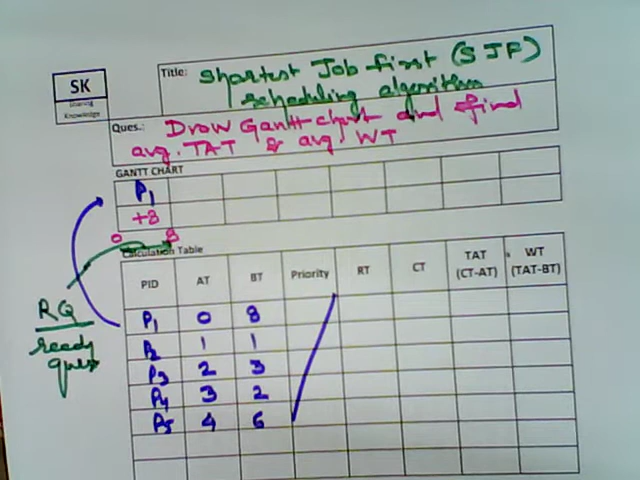 SK
Sharing
Knowledge
Title: Shortest Job first (SJF)
scheduling algorithm
Ques.: Drow Gantt chart and find
avg. TAT & avg. WT
GANTT CHART
P1
+8
0 8
Calculation Table
PID AT BT Priority RT CT TAT (CT-AT) WT (TAT-BT)
P1 0 8
P2 1 1
P3 2 3
P4 3 2
P5 4 6
RQ
ready